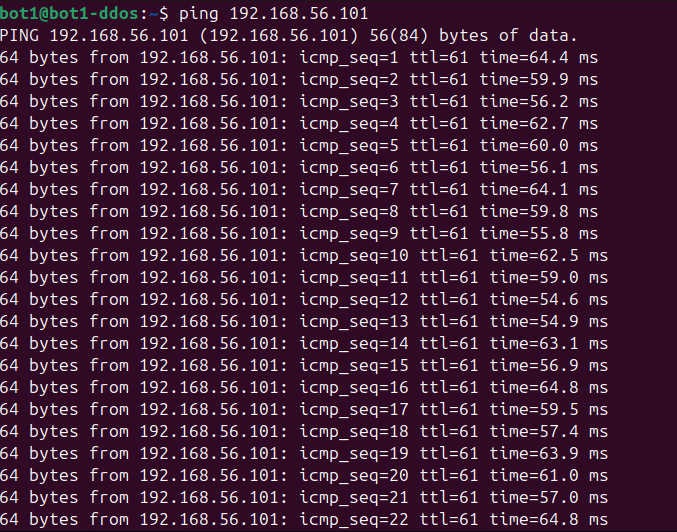 bot1@bot1-ddos:~$ ping 192.168.56.101
PING 192.168.56.101 (192.168.56.101) 56(84) bytes of data.
64 bytes from 192.168.56.101: icmp_seq=1 ttl=61 time=64.4 ms
64 bytes from 192.168.56.101: icmp_seq=2 ttl=61 time=59.9 ms
64 bytes from 192.168.56.101: icmp_seq=3 ttl=61 time=56.2 ms
64 bytes from 192.168.56.101: icmp_seq=4 ttl=61 time=62.7 ms
64 bytes from 192.168.56.101: icmp_seq=5 ttl=61 time=60.0 ms
64 bytes from 192.168.56.101: icmp_seq=6 ttl=61 time=56.1 ms
64 bytes from 192.168.56.101: icmp_seq=7 ttl=61 time=64.1 ms
64 bytes from 192.168.56.101: icmp_seq=8 ttl=61 time=59.8 ms
64 bytes from 192.168.56.101: icmp_seq=9 ttl=61 time=55.8 ms
64 bytes from 192.168.56.101: icmp_seq=10 ttl=61 time=62.5 ms
64 bytes from 192.168.56.101: icmp_seq=11 ttl=61 time=59.0 ms
64 bytes from 192.168.56.101: icmp_seq=12 ttl=61 time=54.6 ms
64 bytes from 192.168.56.101: icmp_seq=13 ttl=61 time=54.9 ms
64 bytes from 192.168.56.101: icmp_seq=14 ttl=61 time=63.1 ms
64 bytes from 192.168.56.101: icmp_seq=15 ttl=61 time=56.9 ms
64 bytes from 192.168.56.101: icmp_seq=16 ttl=61 time=64.8 ms
64 bytes from 192.168.56.101: icmp_seq=17 ttl=61 time=59.5 ms
64 bytes from 192.168.56.101: icmp_seq=18 ttl=61 time=57.4 ms
64 bytes from 192.168.56.101: icmp_seq=19 ttl=61 time=63.9 ms
64 bytes from 192.168.56.101: icmp_seq=20 ttl=61 time=61.0 ms
64 bytes from 192.168.56.101: icmp_seq=21 ttl=61 time=57.0 ms
64 bytes from 192.168.56.101: icmp_seq=22 ttl=61 time=64.8 ms